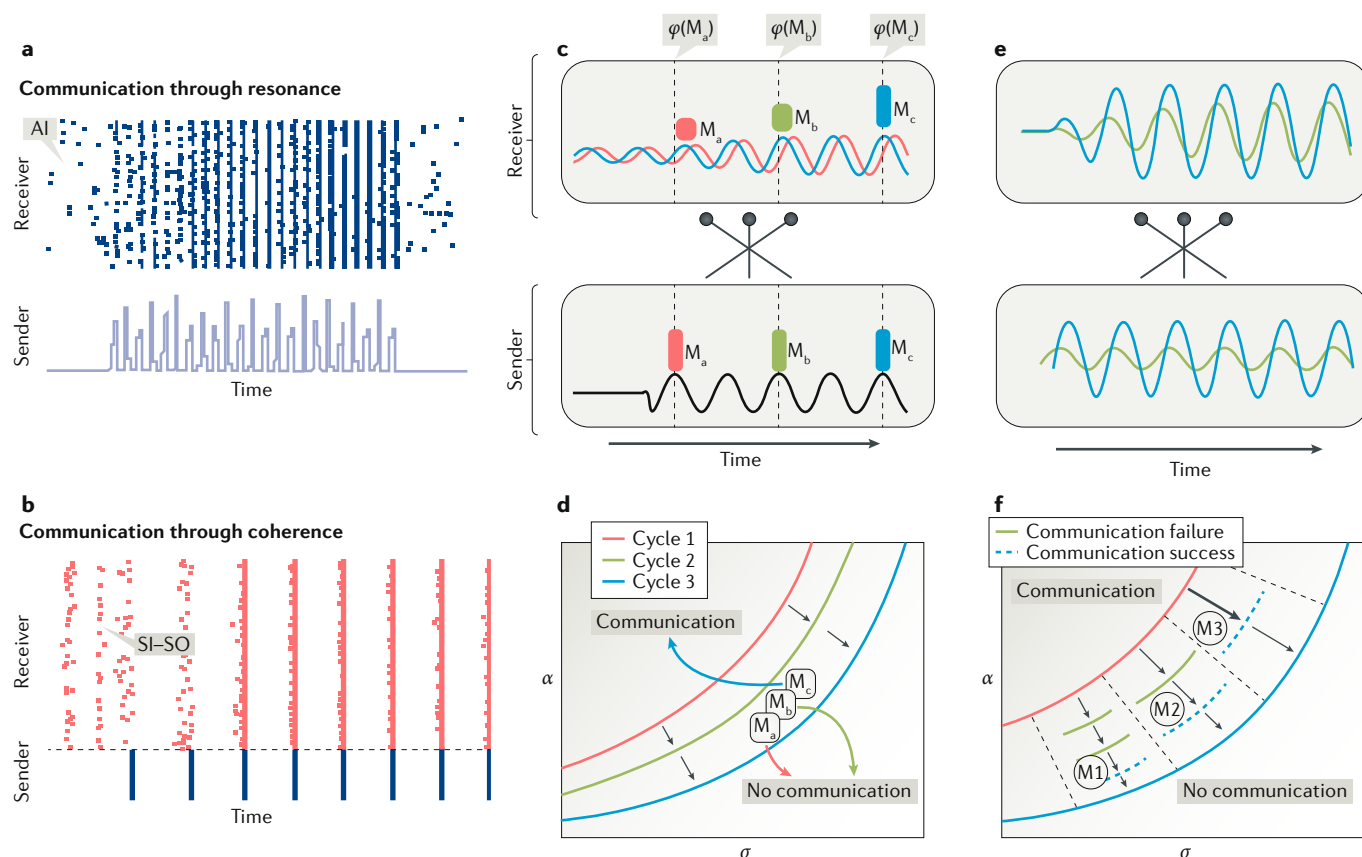 a
Communication through resonance
AI
Receiver
Sender
Time
b
Communication through coherence
SI–SO
Receiver
Sender
Time
c
φ(Ma)
φ(Mb)
φ(Mc)
Receiver
Ma
Mb
Mc
Sender
Ma
Mb
Mc
Time
d
Cycle 1
Cycle 2
Cycle 3
Communication
α
Mc
Mb
Ma
No communication
σ
e
Time
f
Communication failure
Communication success
Communication
α
M3
M2
M1
No communication
σ